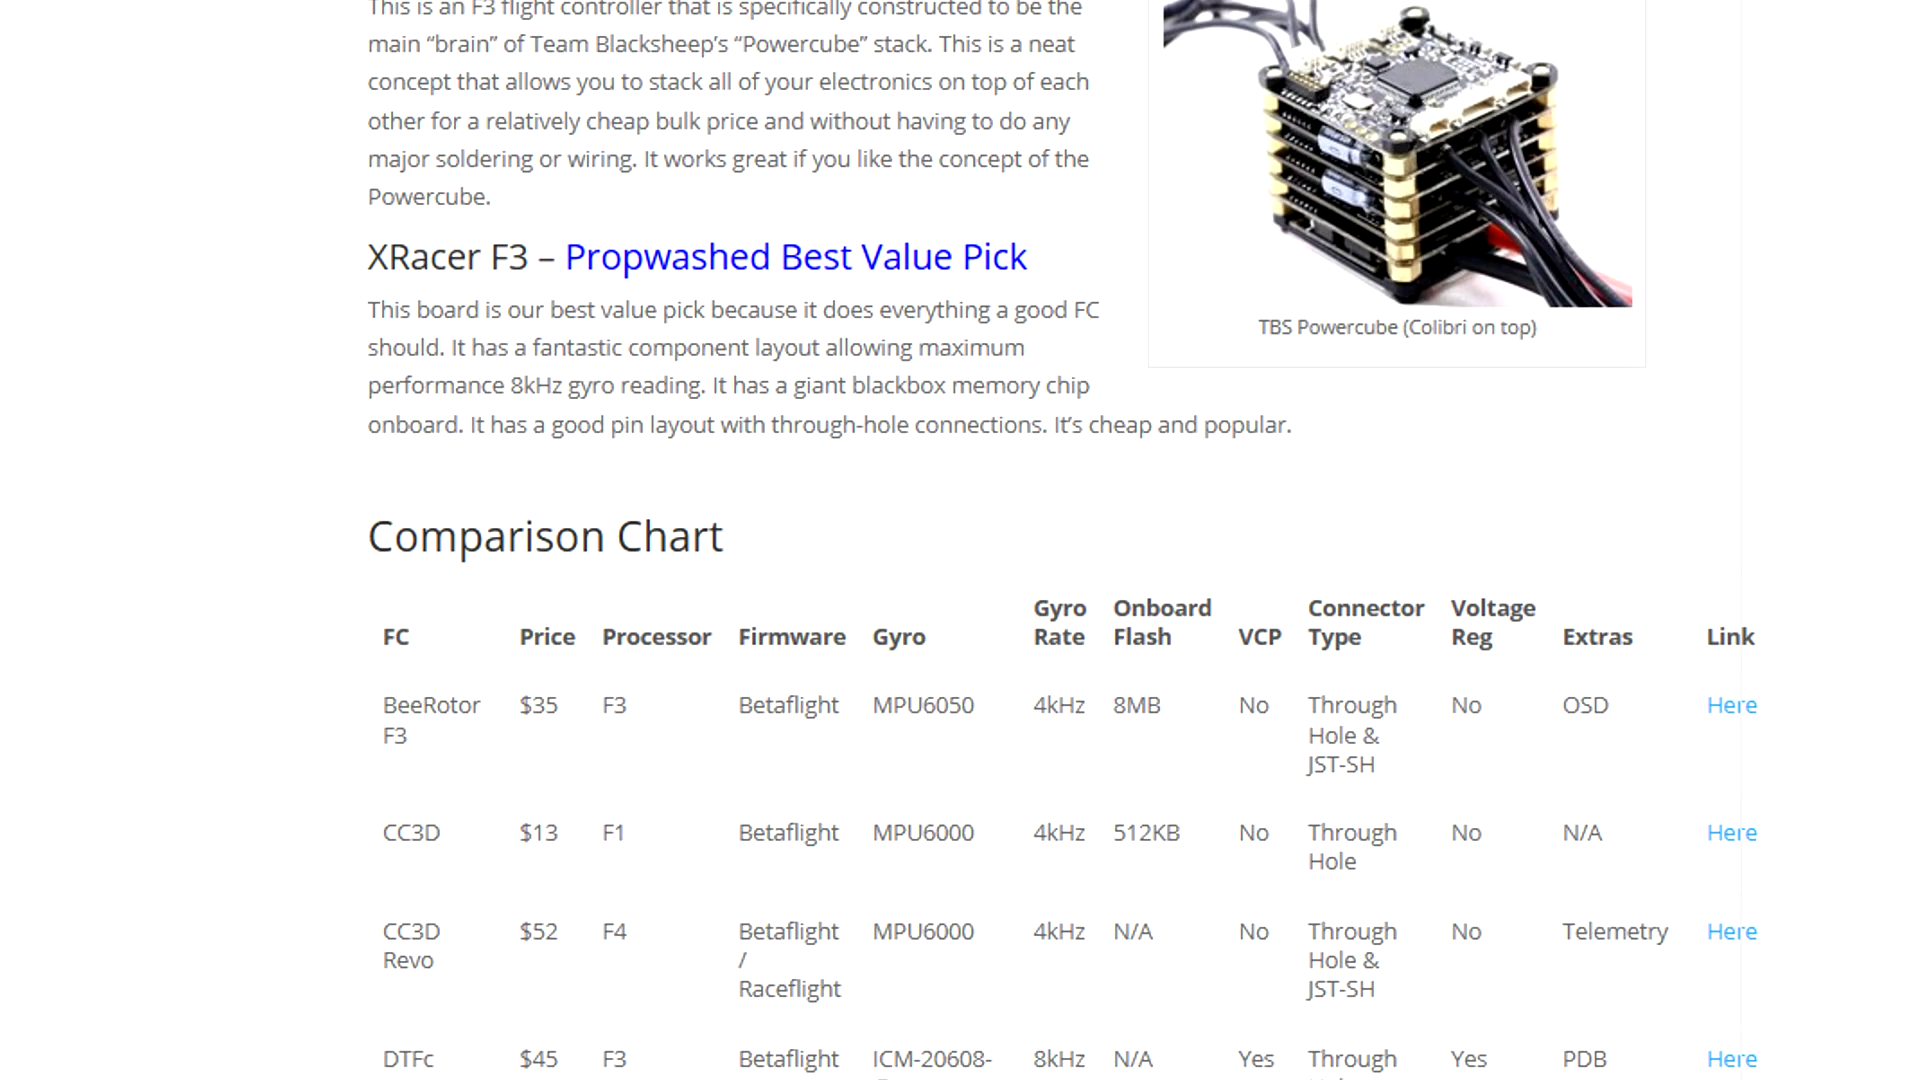 This is an F3 flight controller that is specifically constructed to be the
main “brain” of Team Blacksheep’s “Powercube” stack. This is a neat
concept that allows you to stack all of your electronics on top of each
other for a relatively cheap bulk price and without having to do any
major soldering or wiring. It works great if you like the concept of the
Powercube.
TBS Powercube (Colibri on top)
XRacer F3 – Propwashed Best Value Pick
This board is our best value pick because it does everything a good FC
should. It has a fantastic component layout allowing maximum
performance 8kHz gyro reading. It has a giant blackbox memory chip
onboard. It has a good pin layout with through-hole connections. It’s cheap and popular.
Comparison Chart
FC Price Processor Firmware Gyro Gyro Rate Onboard Flash VCP Connector Type Voltage Reg Extras Link
BeeRotor F3 $35 F3 Betaflight MPU6050 4kHz 8MB No Through Hole & JST-SH No OSD Here
CC3D $13 F1 Betaflight MPU6000 4kHz 512KB No Through Hole No N/A Here
CC3D Revo $52 F4 Betaflight / Raceflight MPU6000 4kHz N/A No Through Hole & JST-SH No Telemetry Here
DTFc $45 F3 Betaflight ICM-20608- 8kHz N/A Yes Through Yes PDB Here